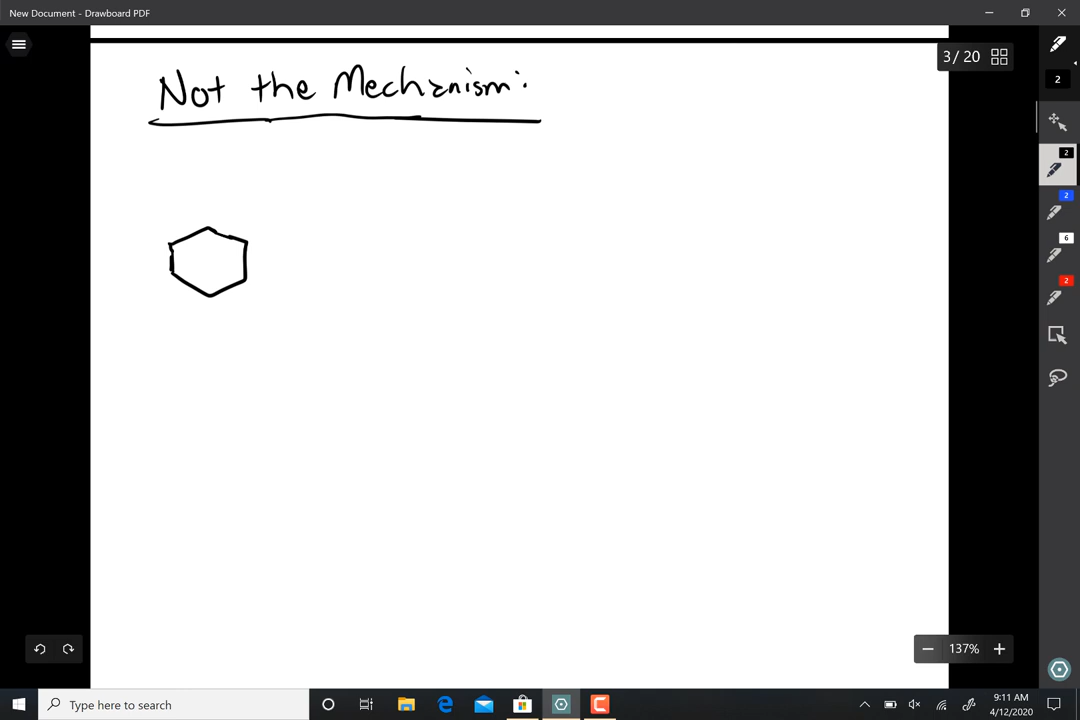 New Document - Drawboard PDF
Not the Mechanism:
3 / 20
2
2
2
6
2
137%
Type here to search
9:11 AM
4/12/2020